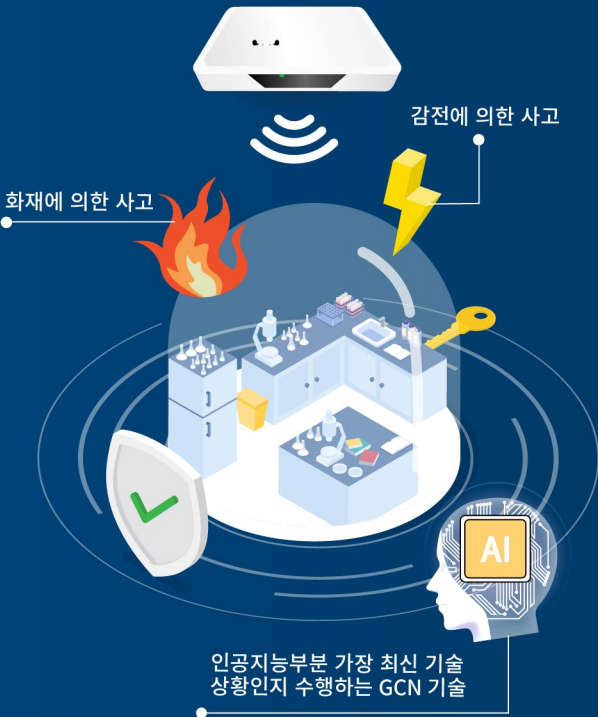 감전에 의한 사고
화재에 의한 사고
AI
인공지능부분 가장 최신 기술
상황인지 수행하는 GCN 기술